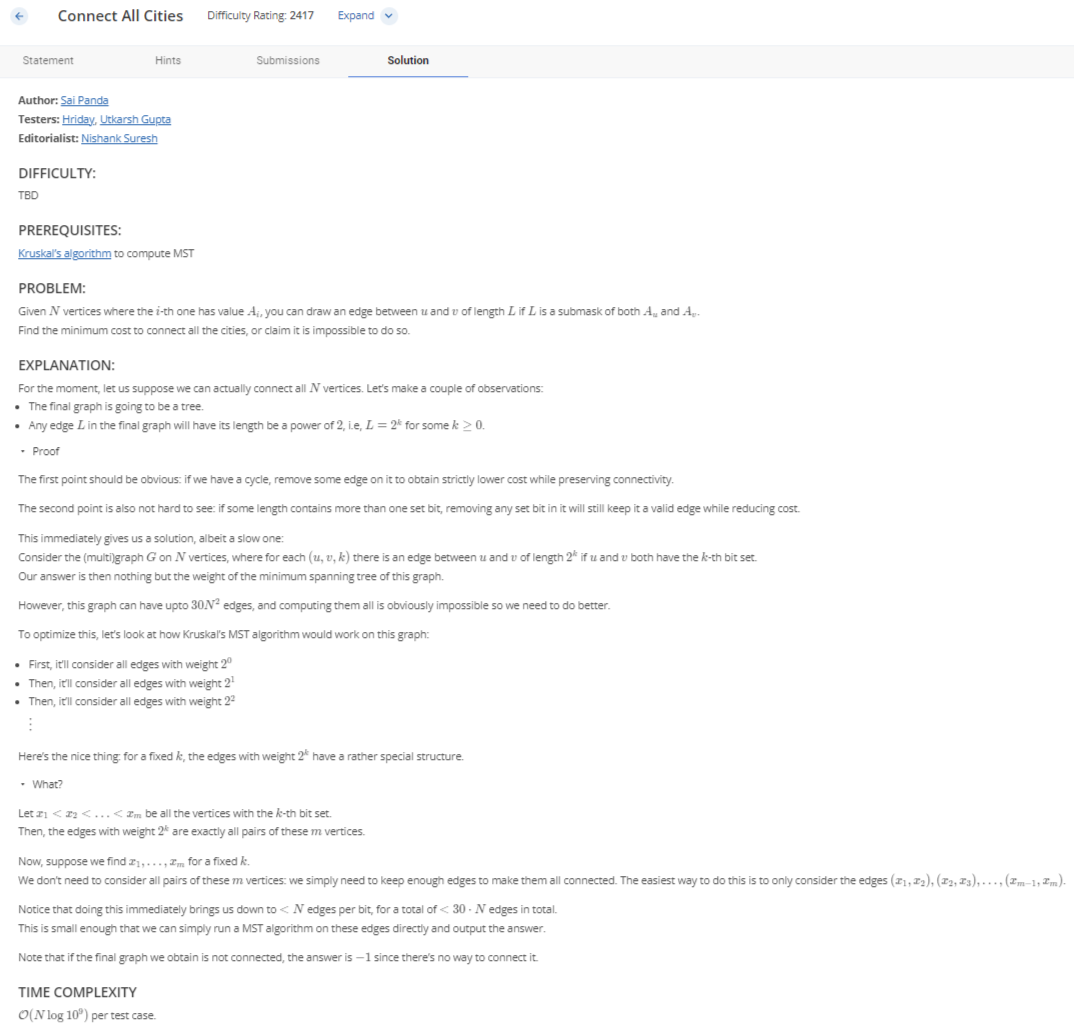 Connect All Cities Difficulty Rating: 2417 Expand
Statement Hints Submissions Solution
Author: Sai Panda
Testers: Hriday, Utkarsh Gupta
Editorialist: Nishank Suresh
DIFFICULTY:
TBD
PREREQUISITES:
Kruskal's algorithm to compute MST
PROBLEM:
Given N vertices where the i-th one has value A_i, you can draw an edge between u and v of length L if L is a submask of both A_u and A_v.
Find the minimum cost to connect all the cities, or claim it is impossible to do so.
EXPLANATION:
For the moment, let us suppose we can actually connect all N vertices. Let's make a couple of observations:
• The final graph is going to be a tree.
• Any edge L in the final graph will have its length be a power of 2, i.e, L = 2^k for some k ≥ 0.
Proof
The first point should be obvious: if we have a cycle, remove some edge on it to obtain strictly lower cost while preserving connectivity.
The second point is also not hard to see: if some length contains more than one set bit, removing any set bit in it will still keep it a valid edge while reducing cost.
This immediately gives us a solution, albeit a slow one:
Consider the (multi)graph G on N vertices, where for each (u, v, k) there is an edge between u and v of length 2^k if u and v both have the k-th bit set.
Our answer is then nothing but the weight of the minimum spanning tree of this graph.
However, this graph can have upto 30N^2 edges, and computing them all is obviously impossible so we need to do better.
To optimize this, let's look at how Kruskal's MST algorithm would work on this graph:
• First, it'll consider all edges with weight 2^0
• Then, it'll consider all edges with weight 2^1
• Then, it'll consider all edges with weight 2^2
⋮
Here's the nice thing: for a fixed k, the edges with weight 2^k have a rather special structure.
What?
Let x_1 < x_2 < ... < x_m be all the vertices with the k-th bit set.
Then, the edges with weight 2^k are exactly all pairs of these m vertices.
Now, suppose we find x_1, ..., x_m for a fixed k.
We don't need to consider all pairs of these m vertices: we simply need to keep enough edges to make them all connected. The easiest way to do this is to only consider the edges (x_1, x_2), (x_2, x_3), ..., (x_{m-1}, x_m).
Notice that doing this immediately brings us down to < N edges per bit, for a total of < 30 · N edges in total.
This is small enough that we can simply run a MST algorithm on these edges directly and output the answer.
Note that if the final graph we obtain is not connected, the answer is −1 since there's no way to connect it.
TIME COMPLEXITY
O(N log 10^9) per test case.